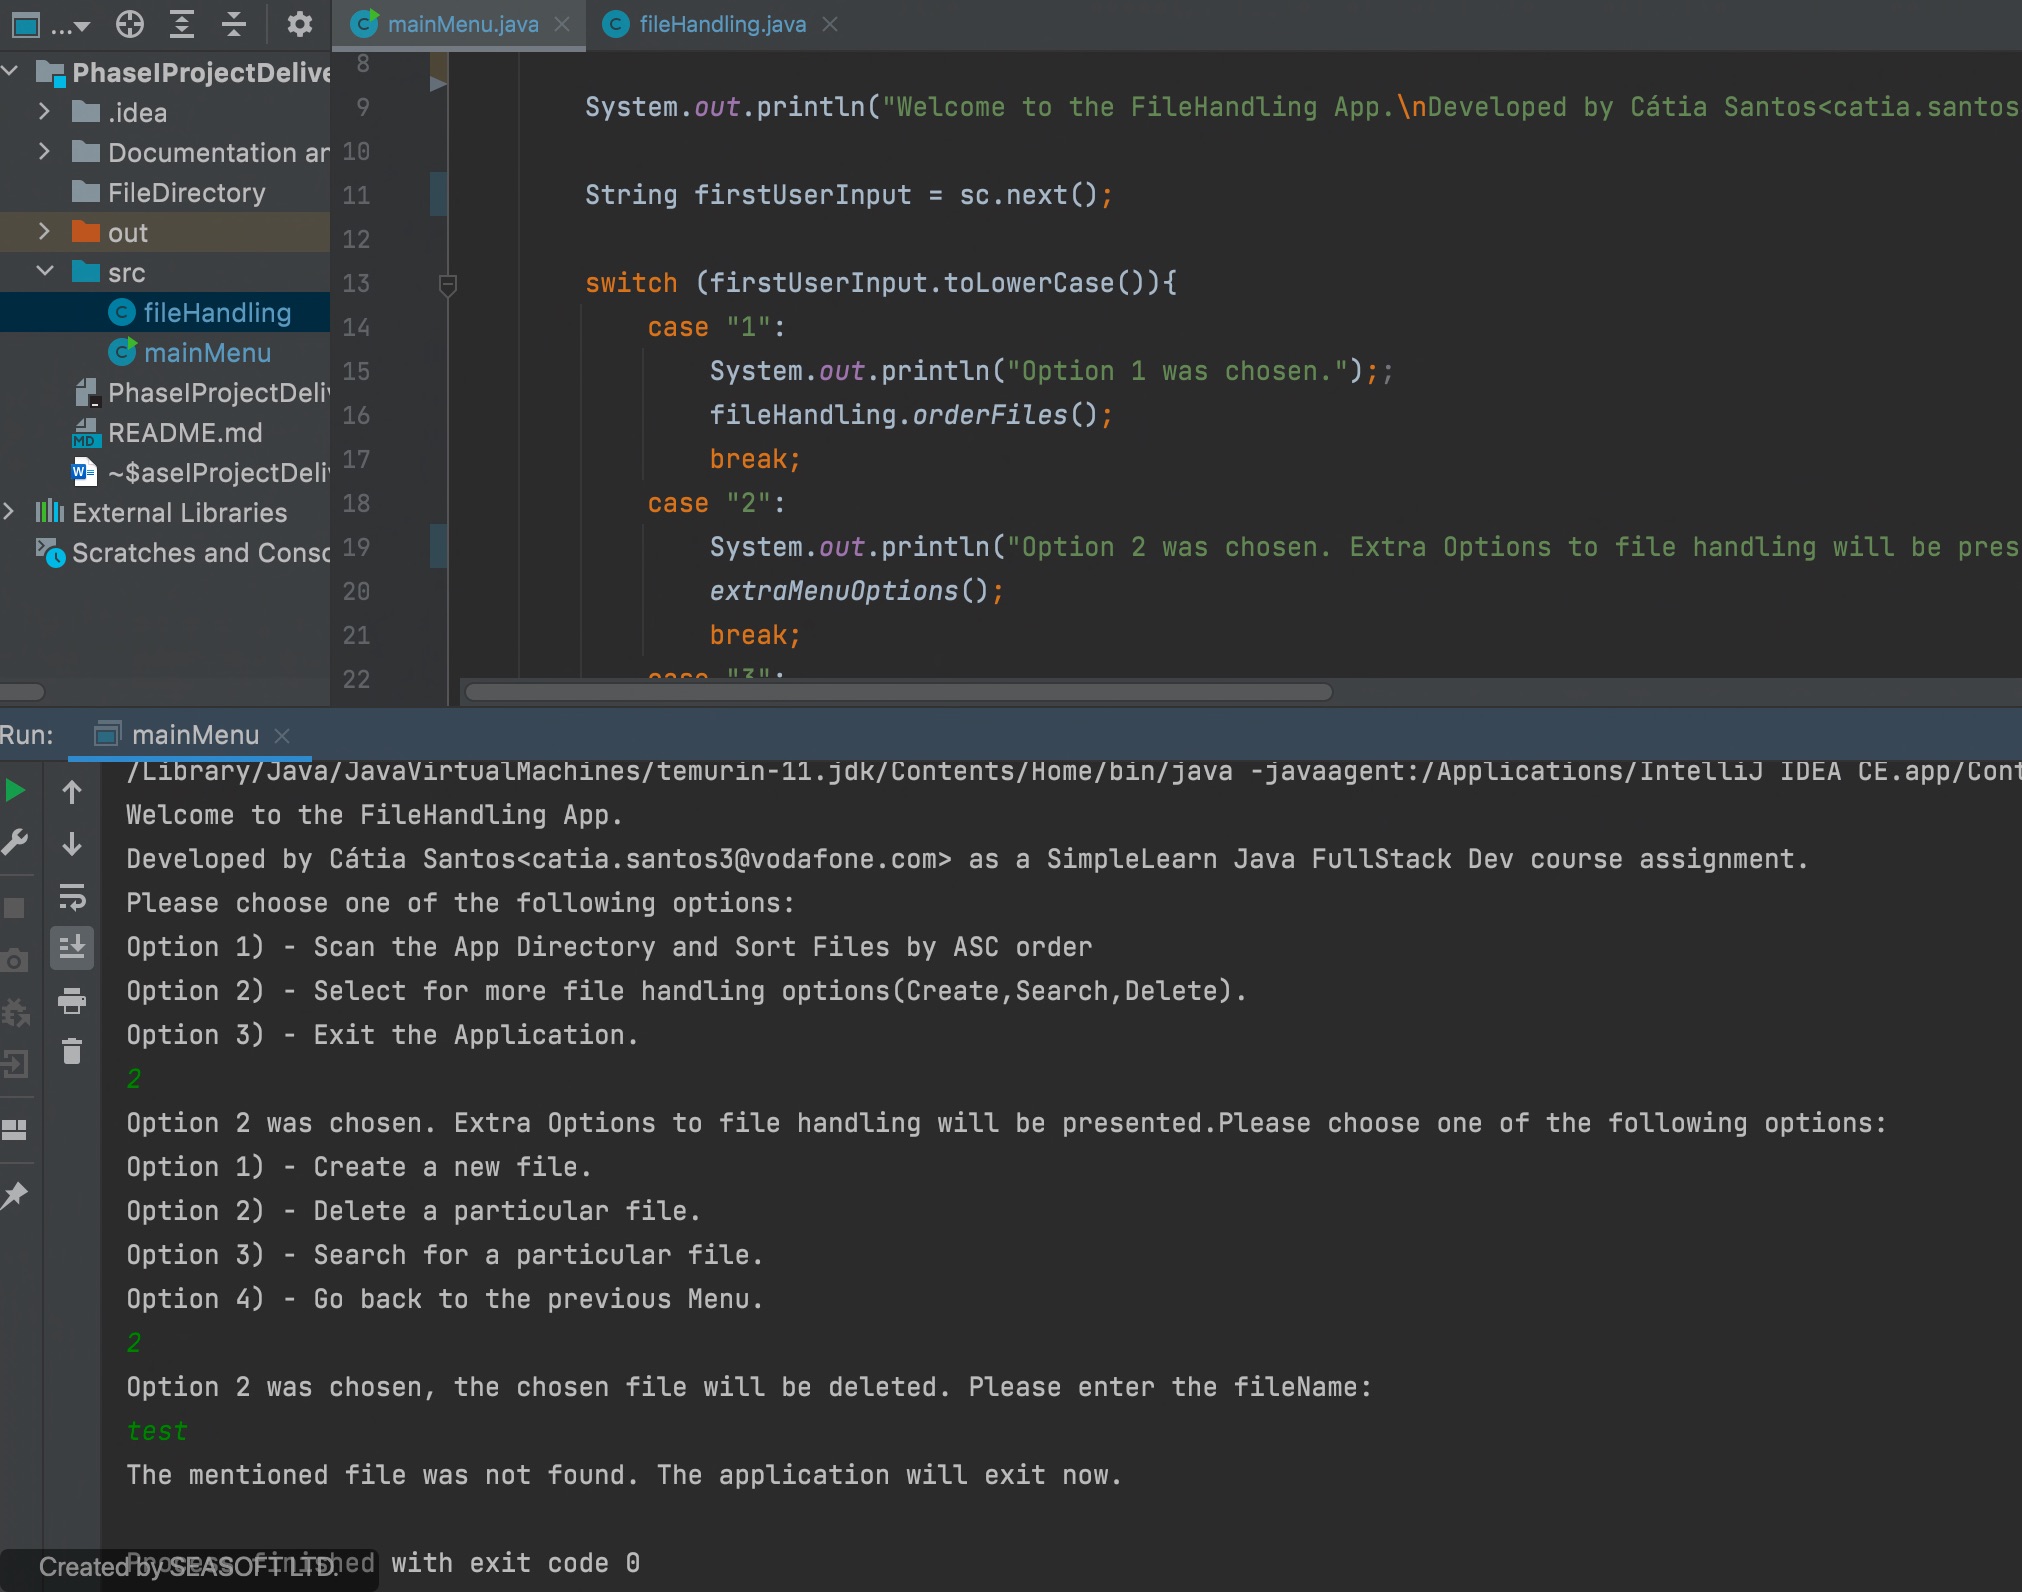 ...
mainMenu.java
fileHandling.java
PhaseIProjectDelive
.idea
Documentation an
FileDirectory
out
src
fileHandling
mainMenu
PhaseIProjectDeliv
README.md
~$aseIProjectDeliv
External Libraries
Scratches and Conso
8
9 System.out.println("Welcome to the FileHandling App.\nDeveloped by Cátia Santos<catia.santos
10
11 String firstUserInput = sc.next();
12
13 switch (firstUserInput.toLowerCase()){
14 case "1":
15 System.out.println("Option 1 was chosen.");;
16 fileHandling.orderFiles();
17 break;
18 case "2":
19 System.out.println("Option 2 was chosen. Extra Options to file handling will be pres
20 extraMenuOptions();
21 break;
22 case "3":
Run: mainMenu
/Library/Java/JavaVirtualMachines/temurin-11.jdk/Contents/Home/bin/java -javaagent:/Applications/IntelliJ IDEA CE.app/Cont
Welcome to the FileHandling App.
Developed by Cátia Santos<catia.santos3@vodafone.com> as a SimpleLearn Java FullStack Dev course assignment.
Please choose one of the following options:
Option 1) - Scan the App Directory and Sort Files by ASC order
Option 2) - Select for more file handling options(Create,Search,Delete).
Option 3) - Exit the Application.
2
Option 2 was chosen. Extra Options to file handling will be presented.Please choose one of the following options:
Option 1) - Create a new file.
Option 2) - Delete a particular file.
Option 3) - Search for a particular file.
Option 4) - Go back to the previous Menu.
2
Option 2 was chosen, the chosen file will be deleted. Please enter the fileName:
test
The mentioned file was not found. The application will exit now.
Process finished with exit code 0
Created by SEASOFT LTD.